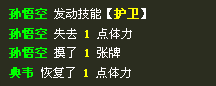 孙悟空 发动技能【护卫】
孙悟空 失去 1 点体力
孙悟空 摸了 1 张牌
典韦 恢复了 1 点体力